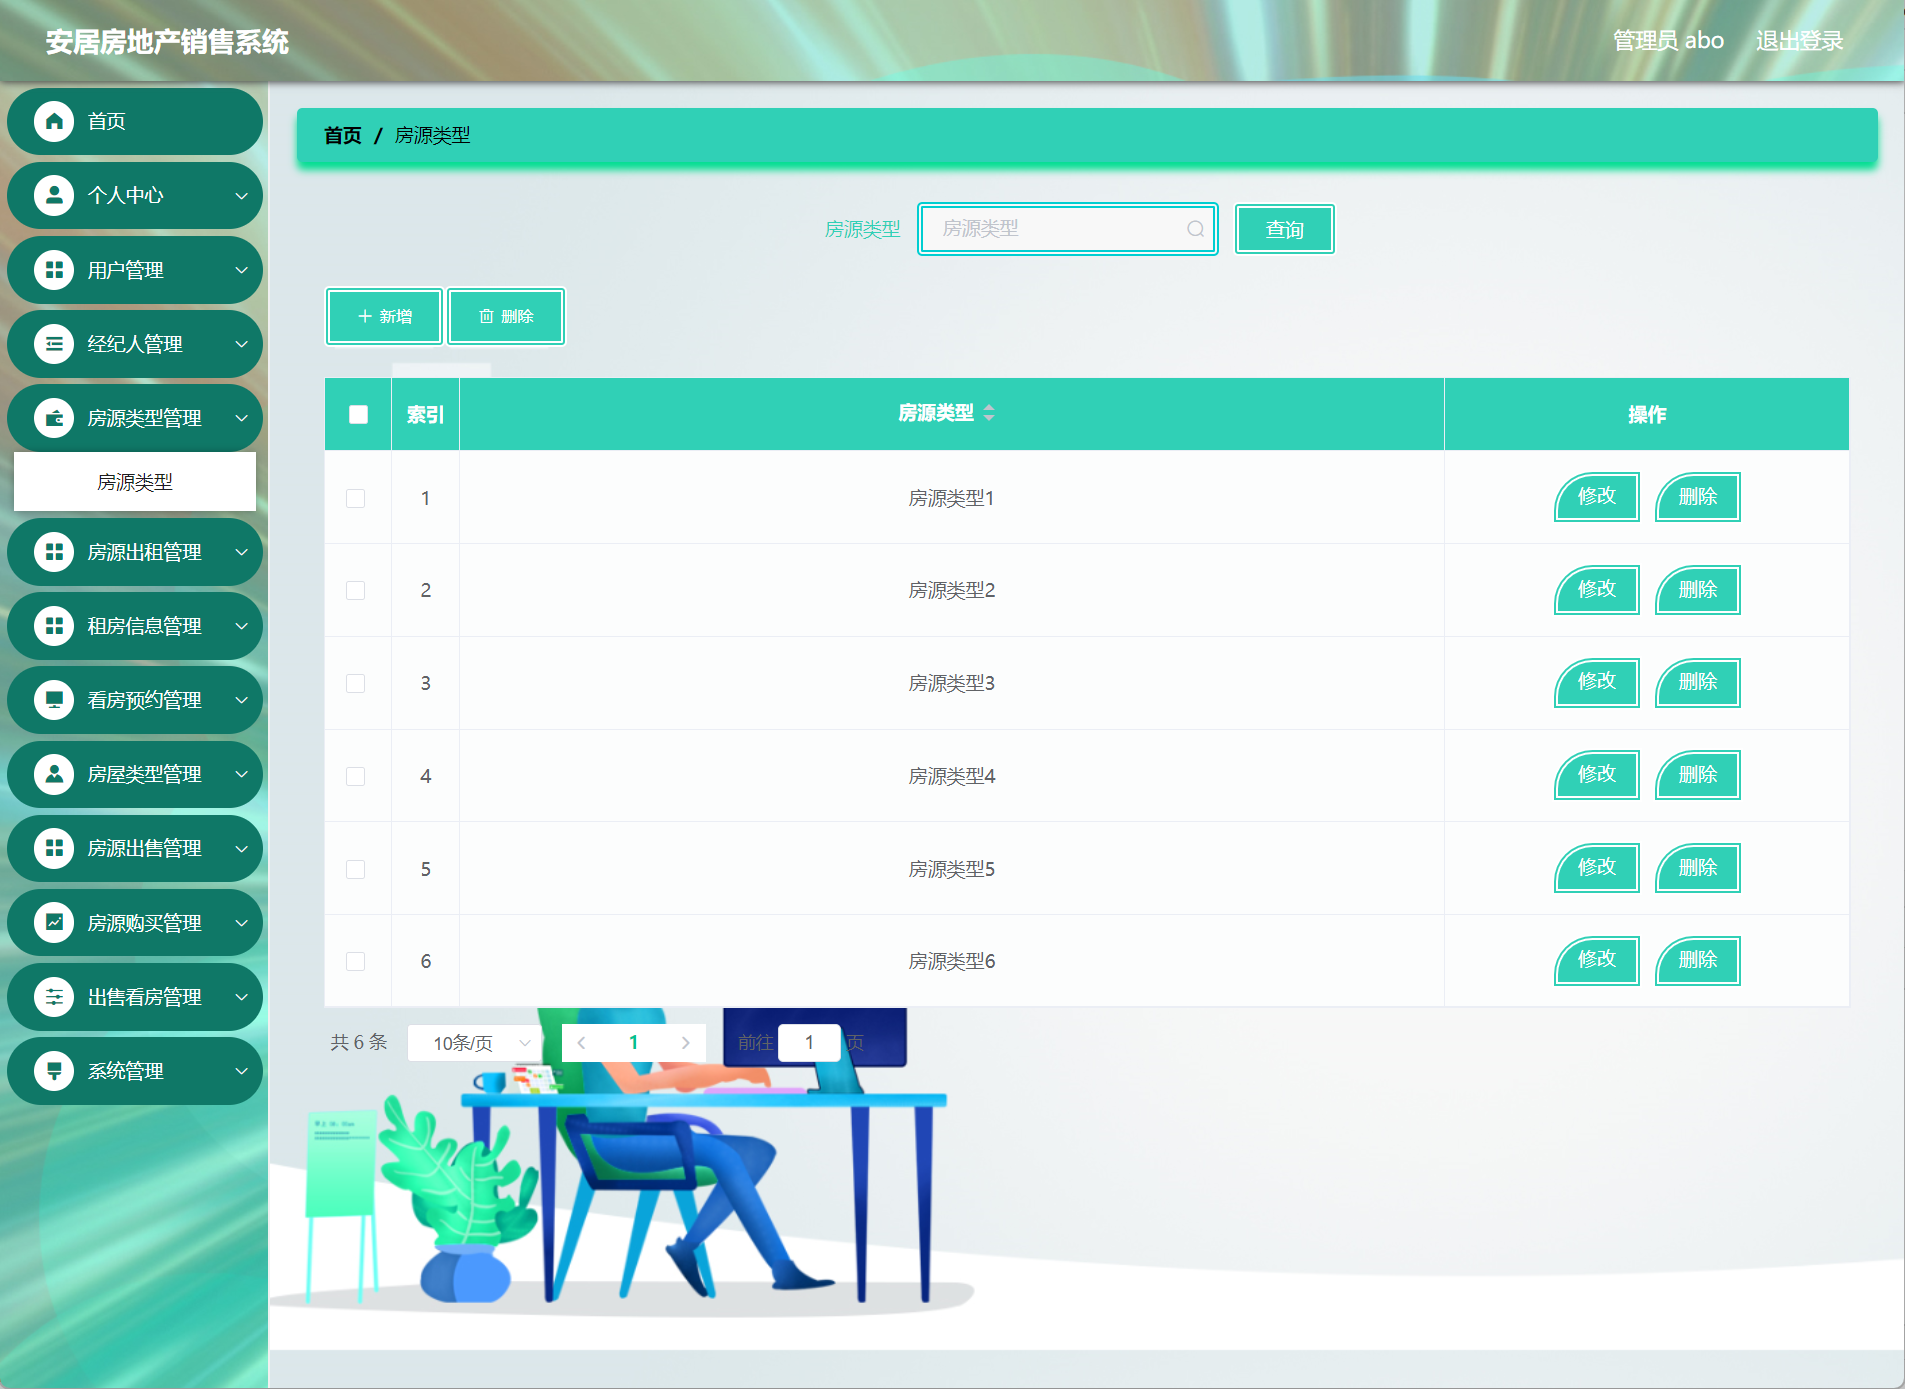 安居房地产销售系统
管理员 abo 退出登录
首页
个人中心
用户管理
经纪人管理
房源类型管理
房源类型
房源出租管理
租房信息管理
看房预约管理
房屋类型管理
房源出售管理
房源购买管理
出售看房管理
系统管理
首页 / 房源类型
房源类型 房源类型 查询
新增 删除
索引 房源类型 操作
1 房源类型1 修改 删除
2 房源类型2 修改 删除
3 房源类型3 修改 删除
4 房源类型4 修改 删除
5 房源类型5 修改 删除
6 房源类型6 修改 删除
共 6 条 10条/页 1 前往 1 页